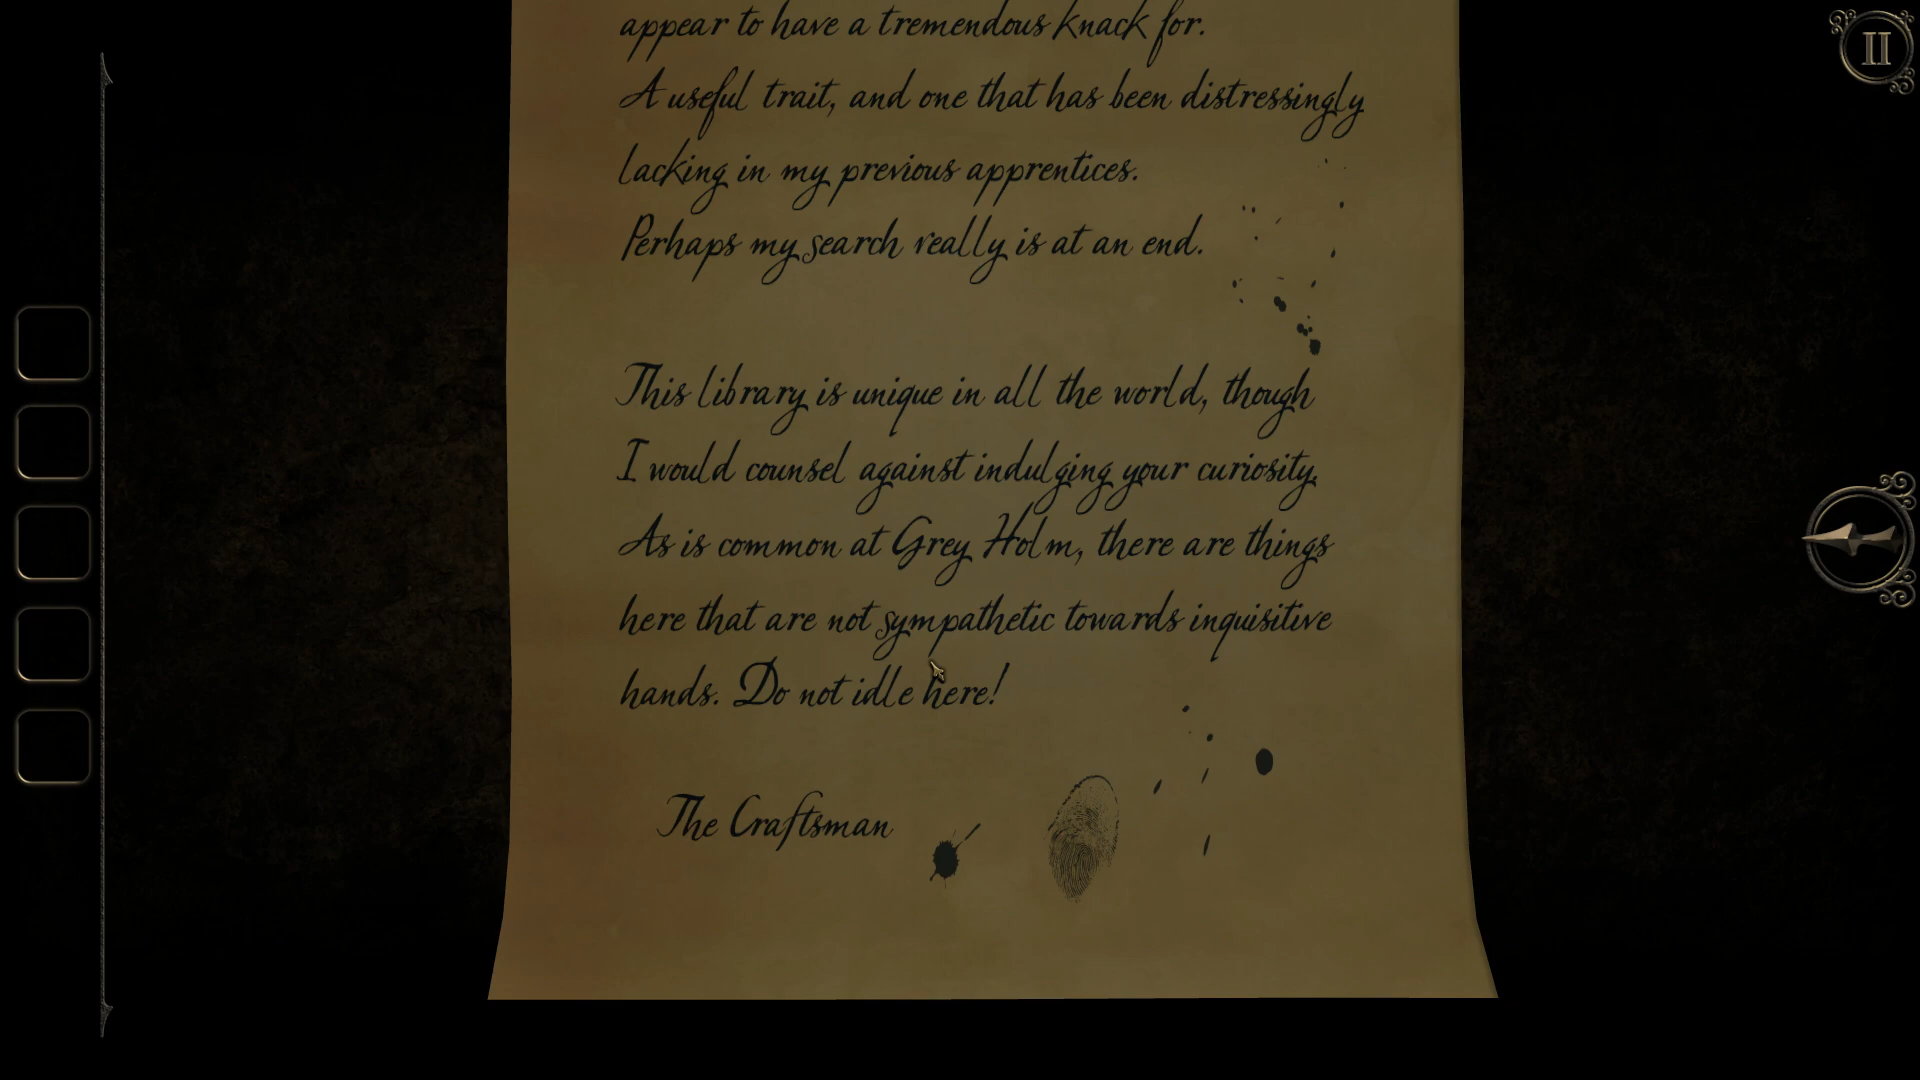 appear to have a tremendous knack for.
A useful trait, and one that has been distressingly
lacking in my previous apprentices.
Perhaps my search really is at an end.
This library is unique in all the world, though
I would counsel against indulging your curiosity.
As is common at Grey Holm, there are things
here that are not sympathetic towards inquisitive
hands. Do not idle here!
The Craftsman
II